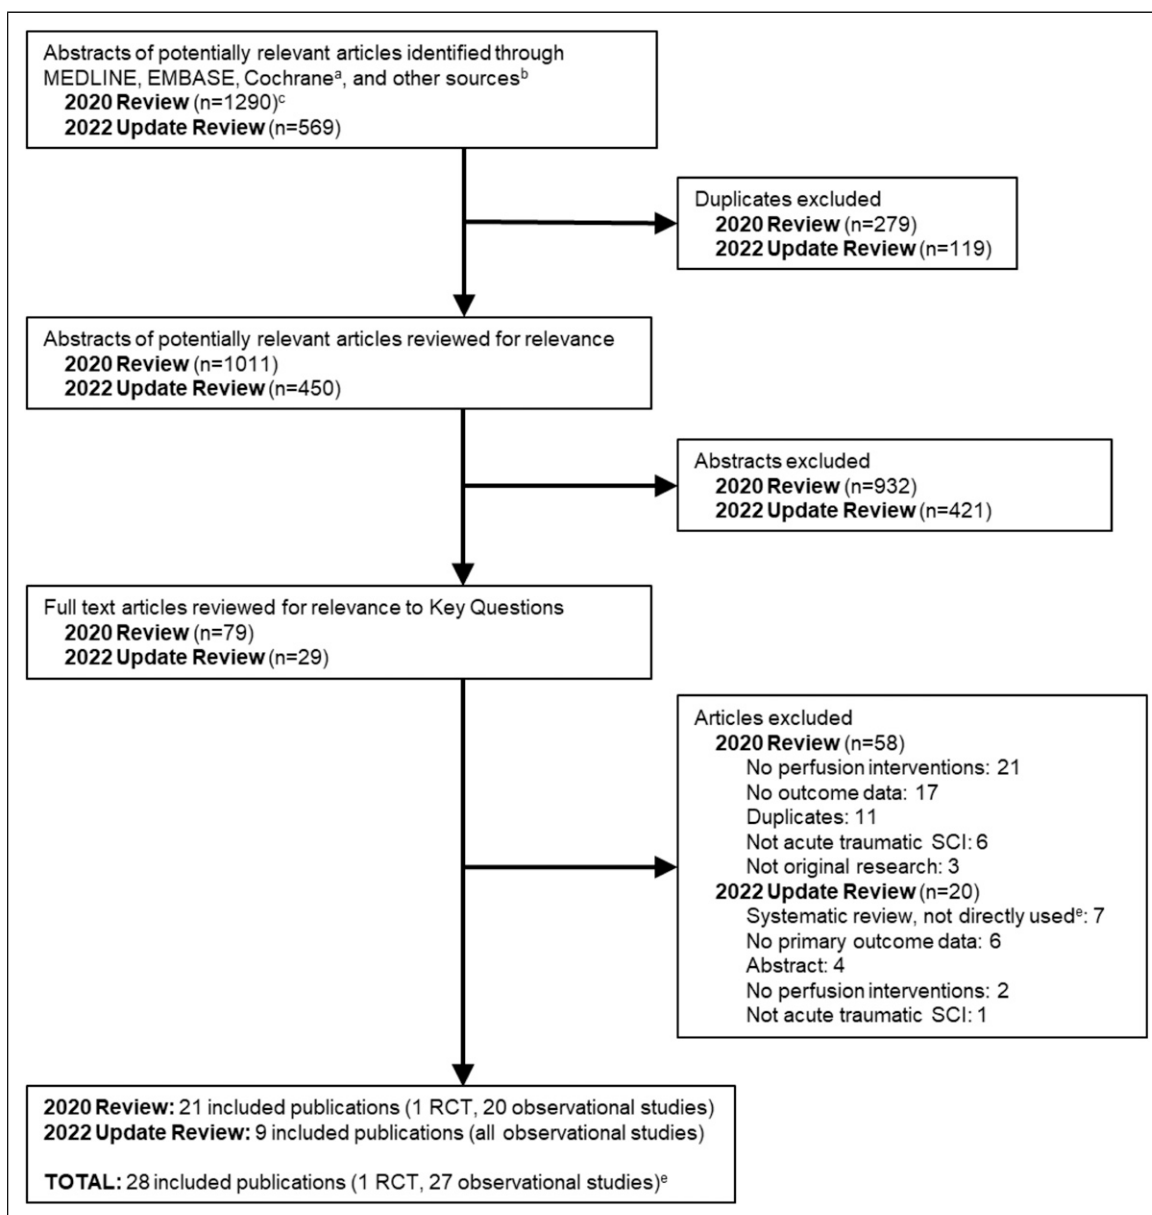 Abstracts of potentially relevant articles identified through
MEDLINE, EMBASE, Cochraneᵃ, and other sourcesᵇ
2020 Review (n=1290)ᶜ
2022 Update Review (n=569)
Duplicates excluded
2020 Review (n=279)
2022 Update Review (n=119)
Abstracts of potentially relevant articles reviewed for relevance
2020 Review (n=1011)
2022 Update Review (n=450)
Abstracts excluded
2020 Review (n=932)
2022 Update Review (n=421)
Full text articles reviewed for relevance to Key Questions
2020 Review (n=79)
2022 Update Review (n=29)
Articles excluded
2020 Review (n=58)
No perfusion interventions: 21
No outcome data: 17
Duplicates: 11
Not acute traumatic SCI: 6
Not original research: 3
2022 Update Review (n=20)
Systematic review, not directly usedᵉ: 7
No primary outcome data: 6
Abstract: 4
No perfusion interventions: 2
Not acute traumatic SCI: 1
2020 Review: 21 included publications (1 RCT, 20 observational studies)
2022 Update Review: 9 included publications (all observational studies)
TOTAL: 28 included publications (1 RCT, 27 observational studies)ᵉ